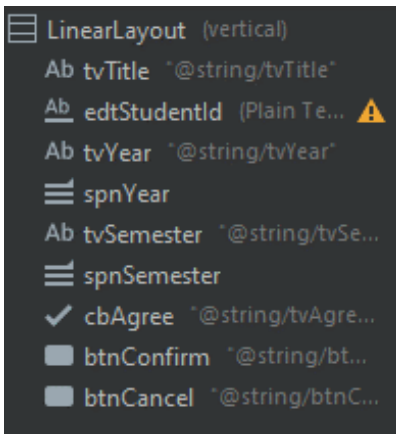 LinearLayout (vertical)
Ab tvTitle "@string/tvTitle"
Ab edtStudentId (Plain Te...
Ab tvYear "@string/tvYear"
spnYear
Ab tvSemester "@string/tvSe...
spnSemester
cbAgree "@string/tvAgre...
btnConfirm "@string/bt...
btnCancel "@string/btnC...